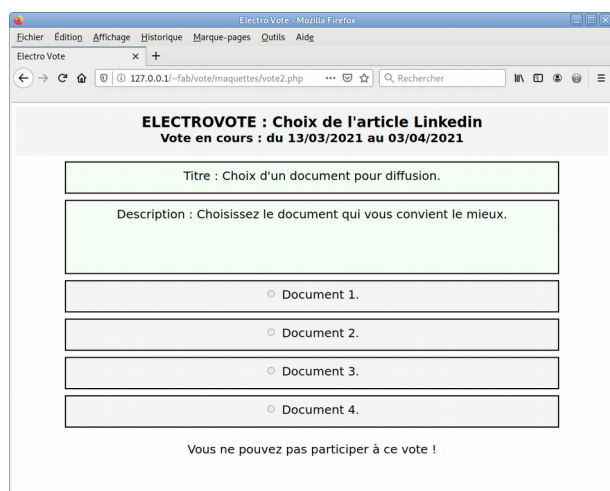 Electro Vote - Mozilla Firefox
Fichier Édition Affichage Historique Marque-pages Outils Aide
Electro Vote × +
127.0.0.1/~fab/vote/maquettes/vote2.php ··· Rechercher
ELECTROVOTE : Choix de l'article Linkedin
Vote en cours : du 13/03/2021 au 03/04/2021
Titre : Choix d'un document pour diffusion.
Description : Choisissez le document qui vous convient le mieux.
Document 1.
Document 2.
Document 3.
Document 4.
Vous ne pouvez pas participer à ce vote !